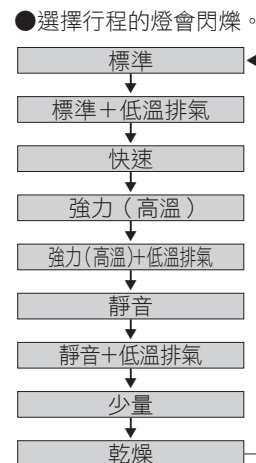 ●選擇行程的燈會閃爍。
標準
標準＋低溫排氣
快速
強力（高溫）
強力(高溫)+低溫排氣
靜音
靜音＋低溫排氣
少量
乾燥